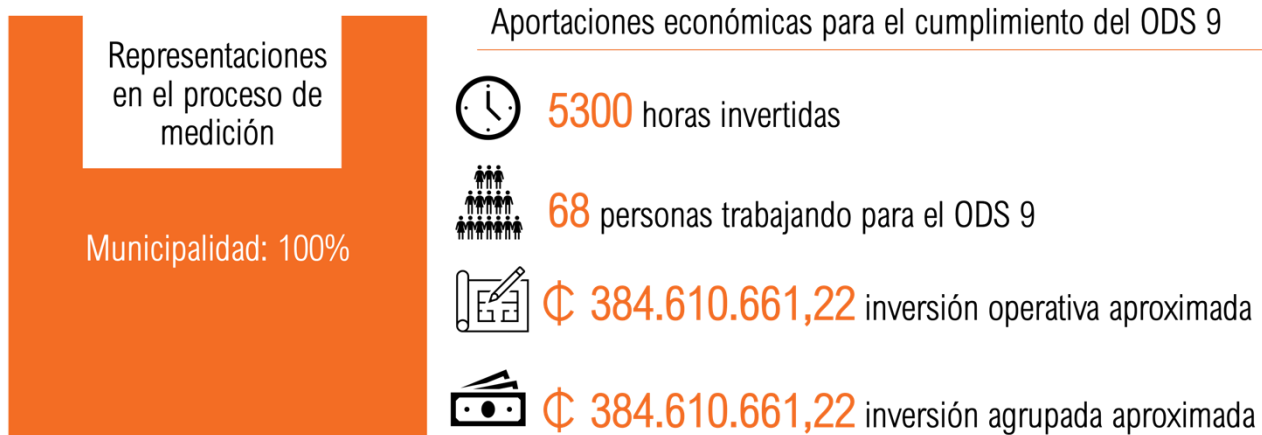 Representaciones
en el proceso de
medición
Municipalidad: 100%
Aportaciones económicas para el cumplimiento del ODS 9
5300 horas invertidas
68 personas trabajando para el ODS 9
₡ 384.610.661,22 inversión operativa aproximada
₡ 384.610.661,22 inversión agrupada aproximada